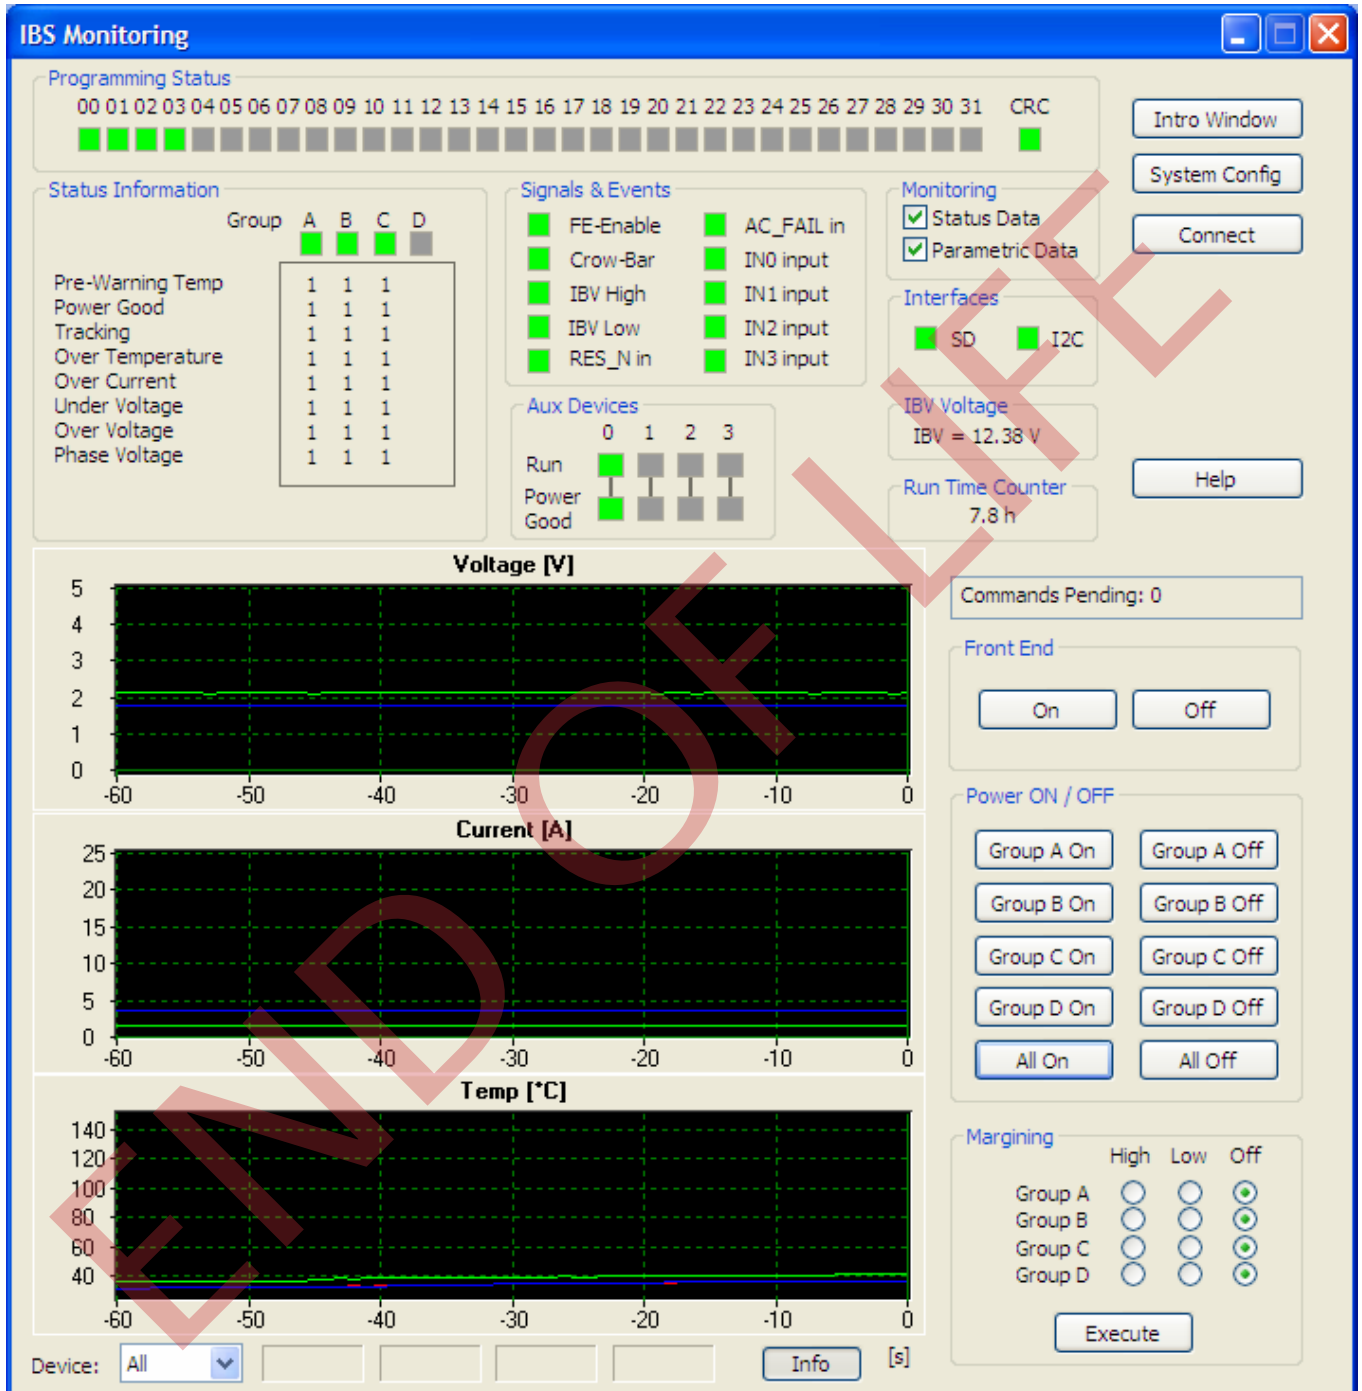 IBS Monitoring
Programming Status
00 01 02 03 04 05 06 07 08 09 10 11 12 13 14 15 16 17 18 19 20 21 22 23 24 25 26 27 28 29 30 31 CRC
Intro Window
System Config
Connect
Help
Status Information
Group A B C D
Pre-Warning Temp 1 1 1
Power Good 1 1 1
Tracking 1 1 1
Over Temperature 1 1 1
Over Current 1 1 1
Under Voltage 1 1 1
Over Voltage 1 1 1
Phase Voltage 1 1 1
Signals & Events
FE-Enable AC_FAIL in
Crow-Bar IN0 input
IBV High IN1 input
IBV Low IN2 input
RES_N in IN3 input
Aux Devices
0 1 2 3
Run
Power
Good
Monitoring
Status Data
Parametric Data
Interfaces
SD I2C
IBV Voltage
IBV = 12.38 V
Run Time Counter
7.8 h
Voltage [V]
5
4
3
2
1
0
-60 -50 -40 -30 -20 -10 0
Current [A]
25
20
15
10
5
0
-60 -50 -40 -30 -20 -10 0
Temp [°C]
140
120
100
80
60
40
-60 -50 -40 -30 -20 -10 0
Device: All Info [s]
Commands Pending: 0
Front End
On Off
Power ON / OFF
Group A On Group A Off
Group B On Group B Off
Group C On Group C Off
Group D On Group D Off
All On All Off
Margining
High Low Off
Group A
Group B
Group C
Group D
Execute
END OF LIFE